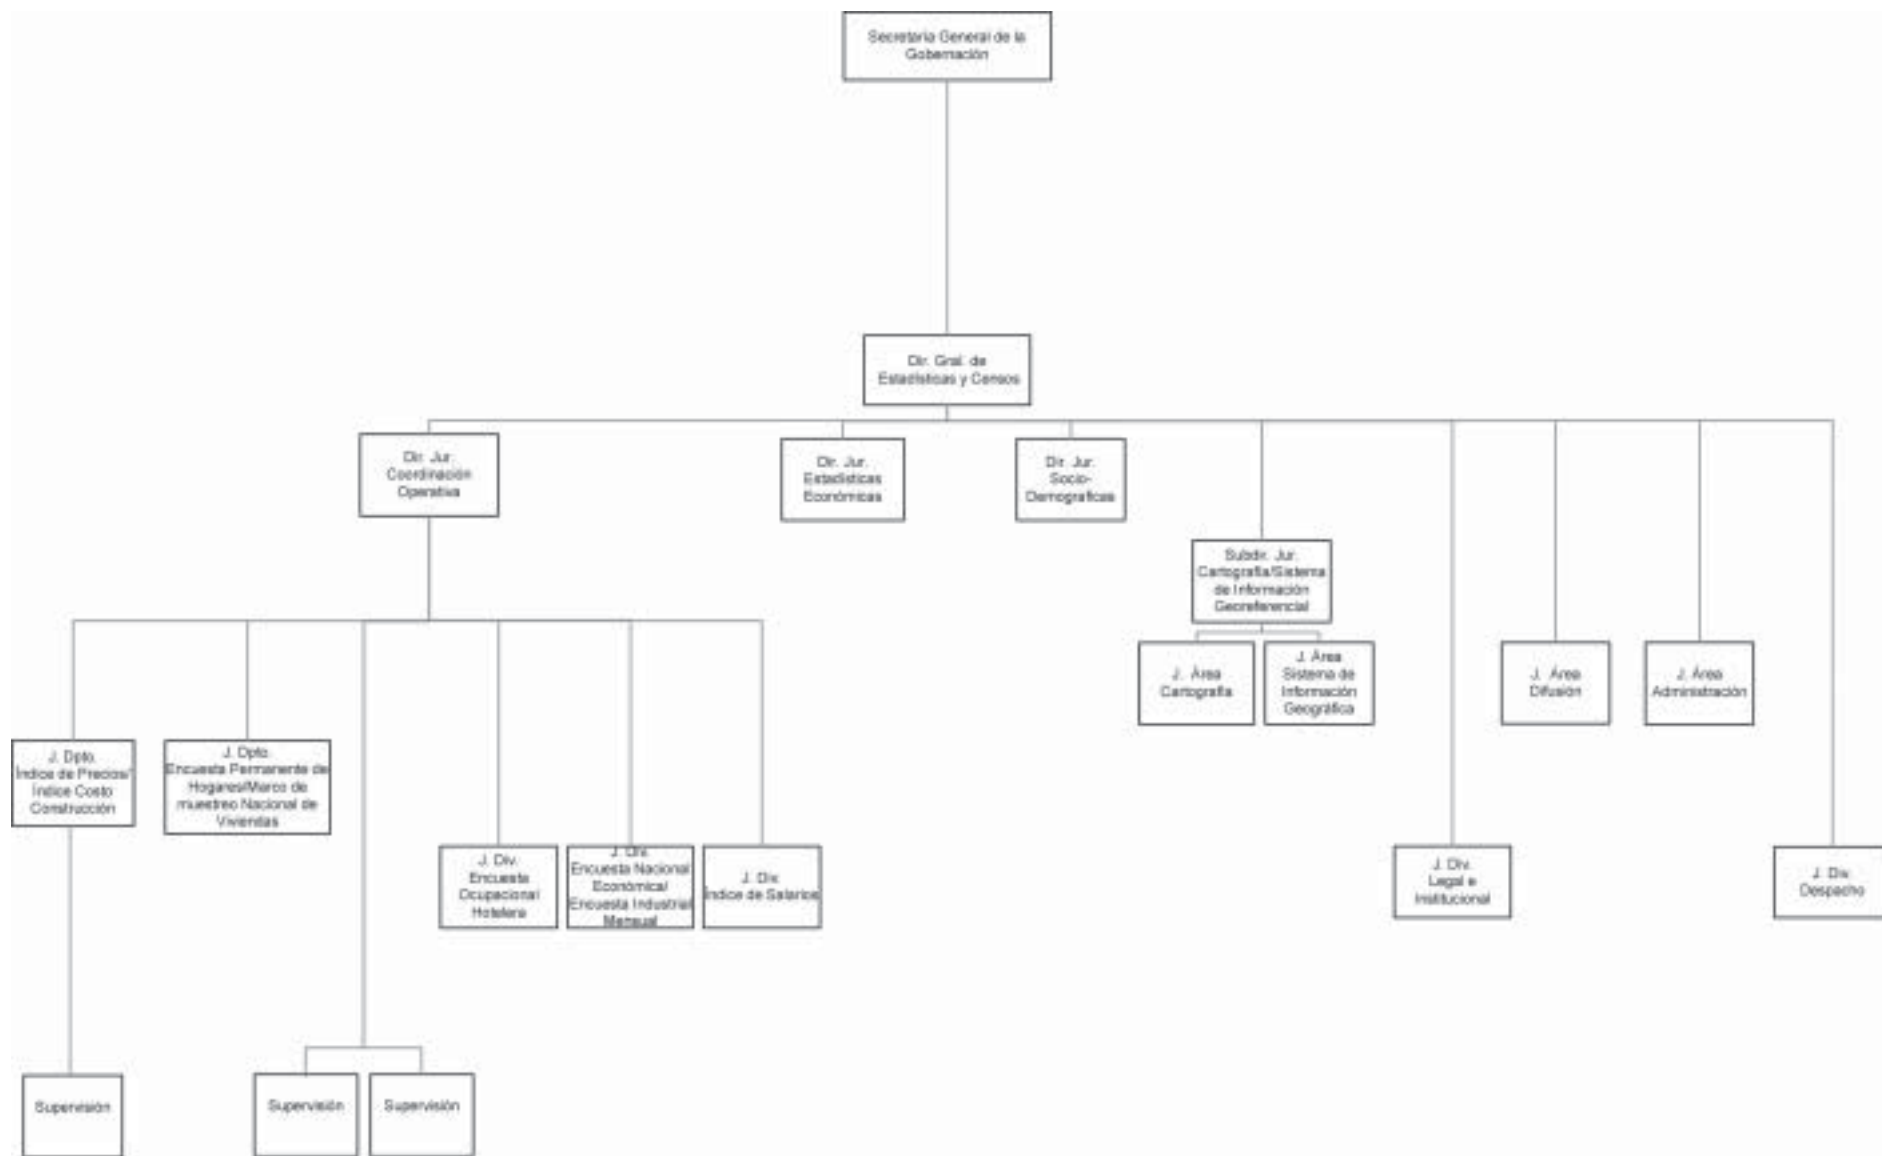 Secretaría General de la
Gobernación
Dir. Gral. de
Estadísticas y Censos
Dir. Jur.
Coordinación
Operativa
Dir. Jur.
Estadísticas
Económicas
Dir. Jur.
Socio-
Demograficas
Subdir. Jur.
Cartografía/Sistema
de Información
Georeferencial
J. Área
Cartografía
J. Área
Sistema de
Información
Geográfica
J. Área
Difusión
J. Área
Administración
J. Dpto.
Índice de Precios/
Índice Costo
Construcción
J. Dpto.
Encuesta Permanente de
Hogares/Marco de
muestreo Nacional de
Viviendas
J. Div.
Encuesta
Ocupacional
Hotelera
J. Div.
Encuesta Nacional
Económica/
Encuesta Industrial
Mensual
J. Div.
Índice de Salarios
J. Div.
Legal e
Institucional
J. Div.
Despacho
Supervisión
Supervisión
Supervisión